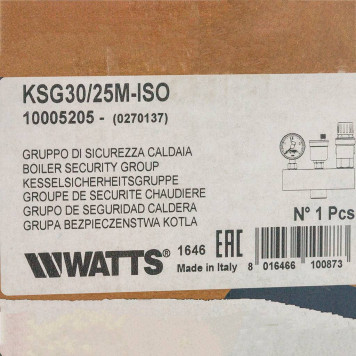 KSG30/25M-ISO
10005205 - (0270137)
GRUPPO DI SICUREZZA CALDAIA
BOILER SECURITY GROUP
KESSELSICHERHEITSGRUPPE
GROUPE DE SECURITE CHAUDIERE
GRUPO DE SEGURIDAD CALDERA
GRUPA BEZPIECZENSTWA KOTLA
N° 1 Pcs
WATTS®
1646 EAC
Made in Italy
8 016466 100873